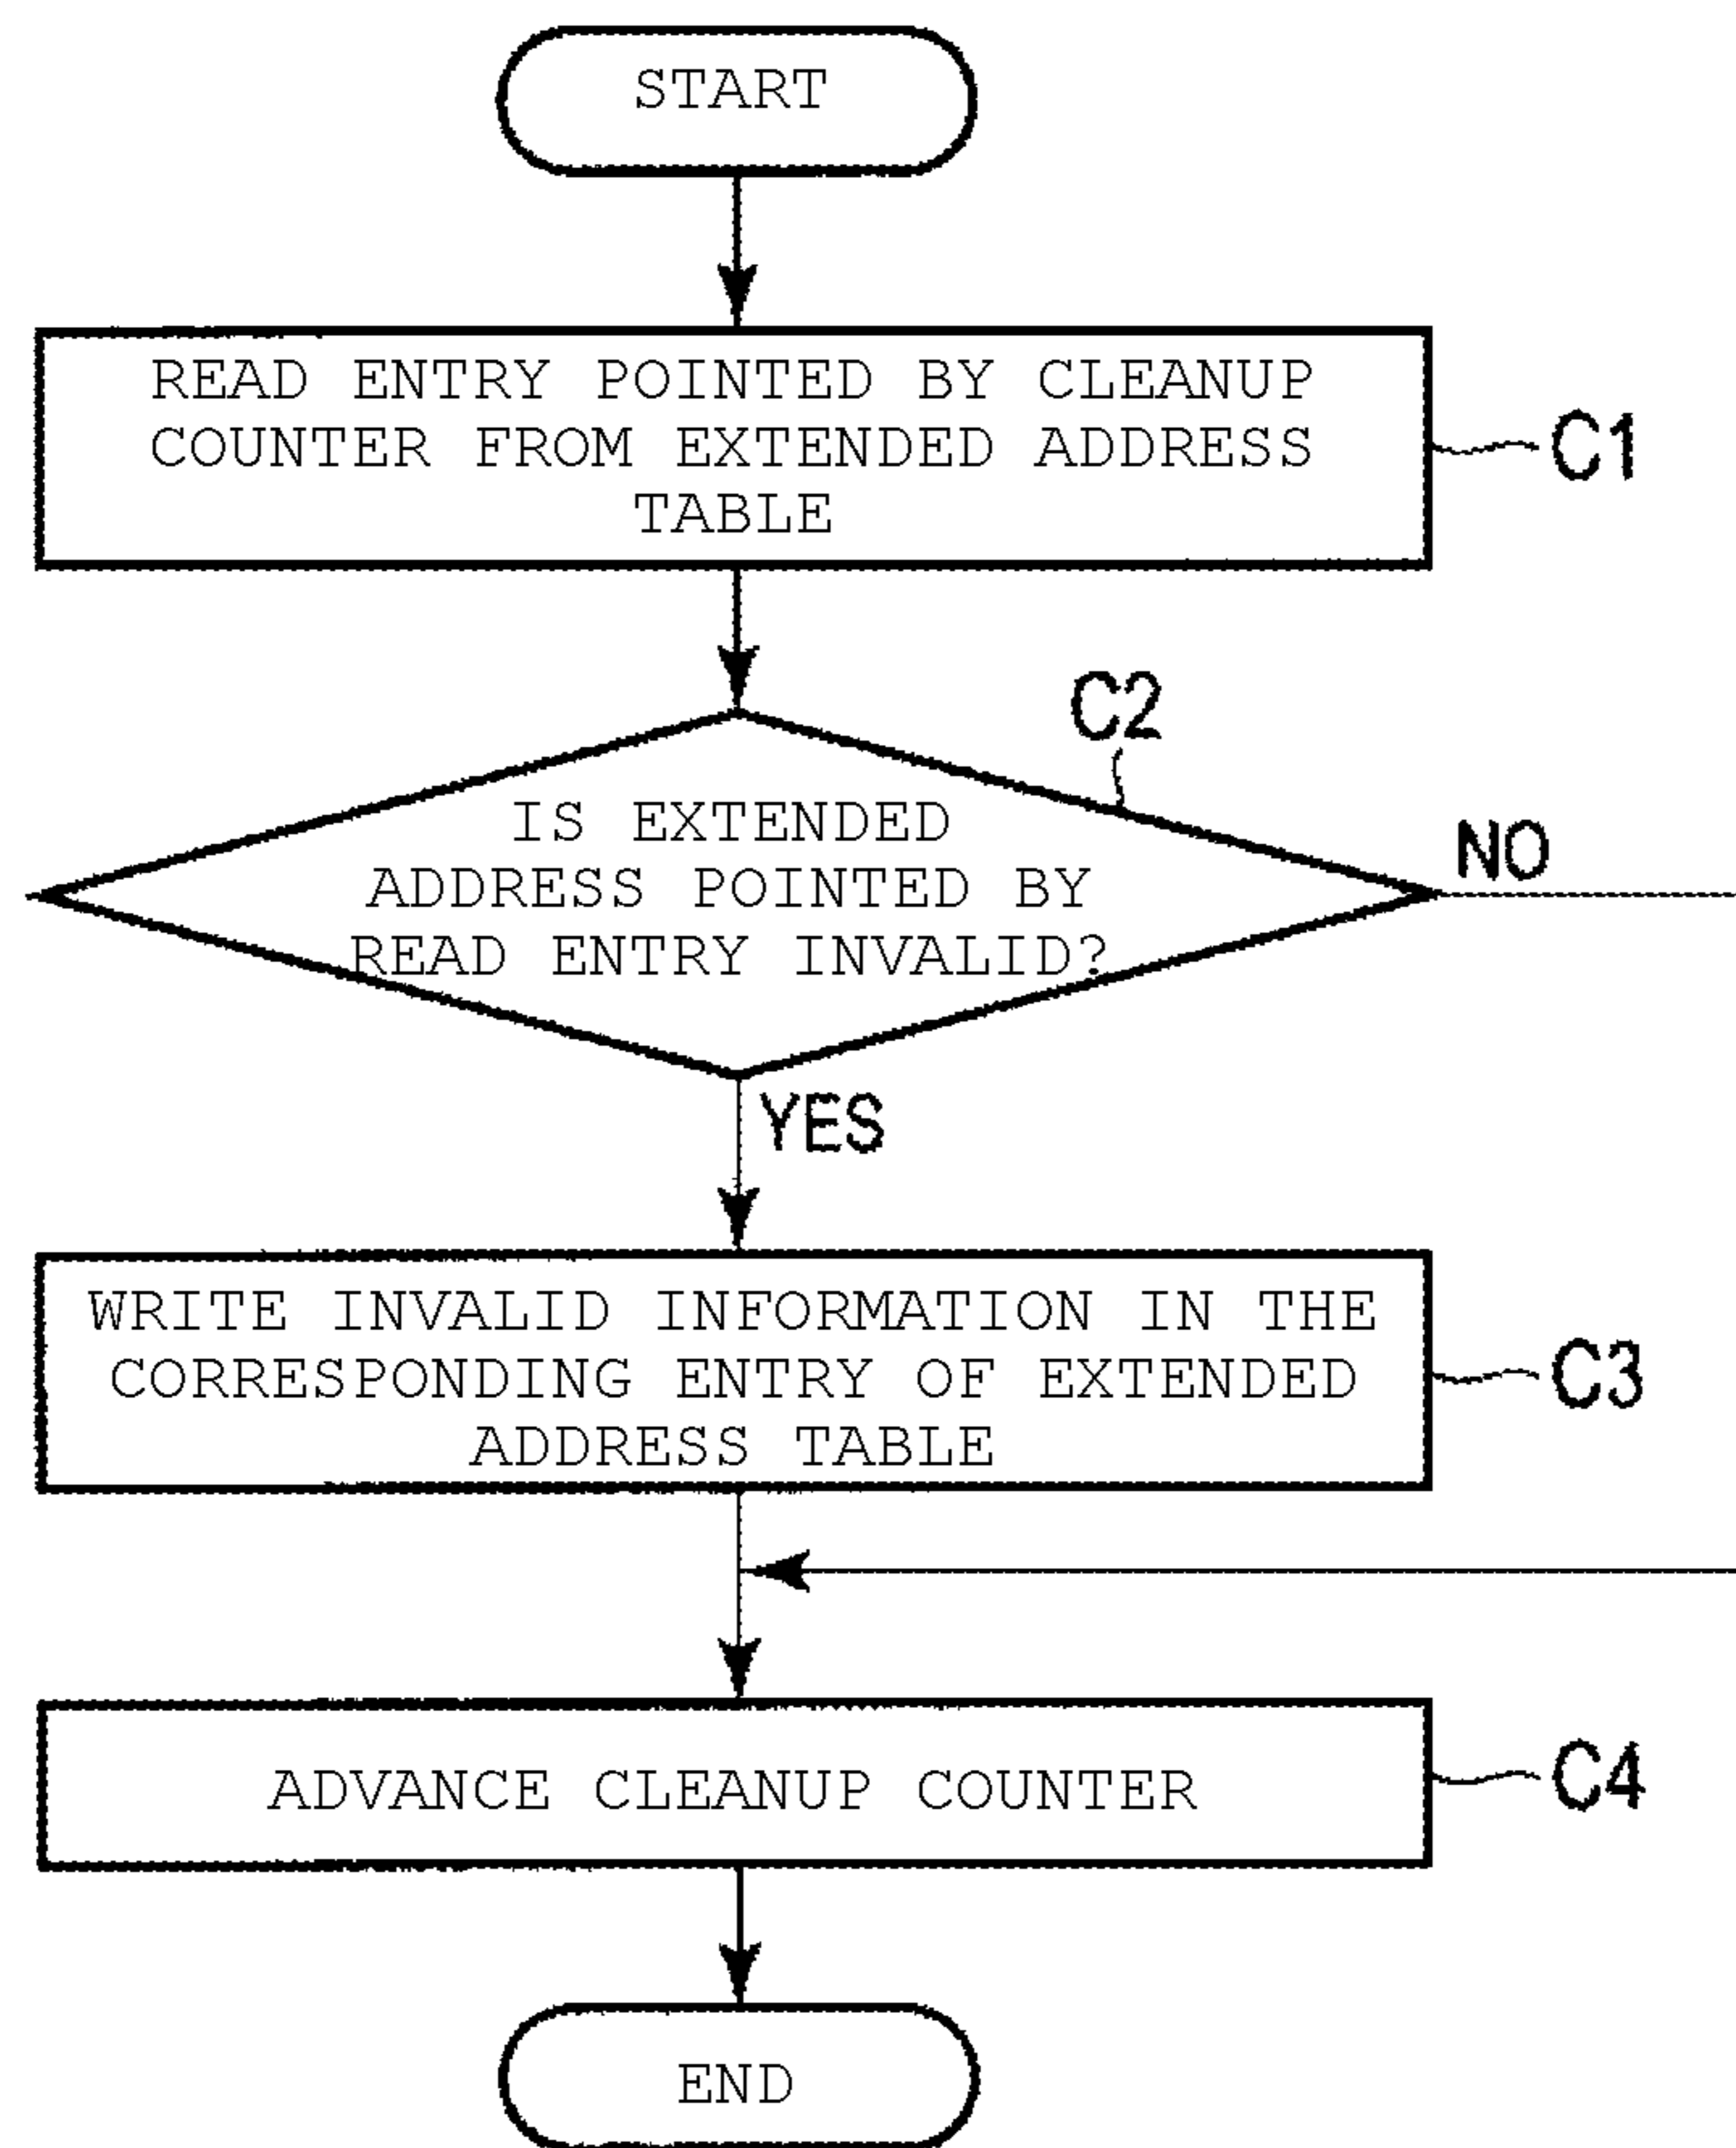 START
READ ENTRY POINTED BY CLEANUP
COUNTER FROM EXTENDED ADDRESS
TABLE
C1
C2
IS EXTENDED
ADDRESS POINTED BY
READ ENTRY INVALID?
NO
YES
WRITE INVALID INFORMATION IN THE
CORRESPONDING ENTRY OF EXTENDED
ADDRESS TABLE
C3
ADVANCE CLEANUP COUNTER
C4
END